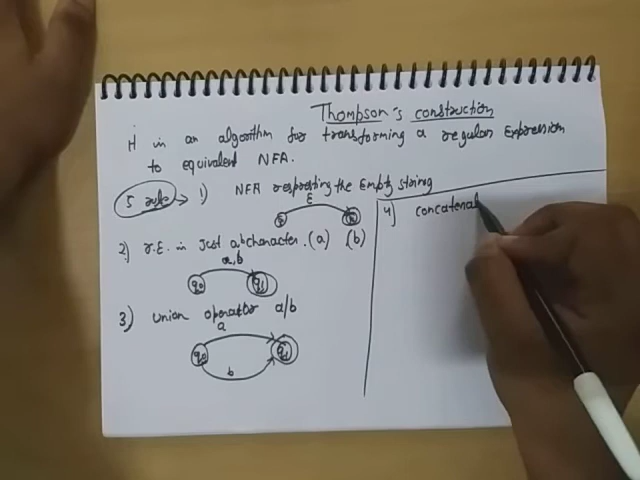 Thompson's construction
it is an algorithm for transforming a regular Expression
to equivalent NFA.
5 rule → 1) NFA respresting the Empty string
ε
2) r.E. is just a character. (a) (b)
a,b
q0 q1
3) union operator a/b
a
q0 q1
b
4) concatenat